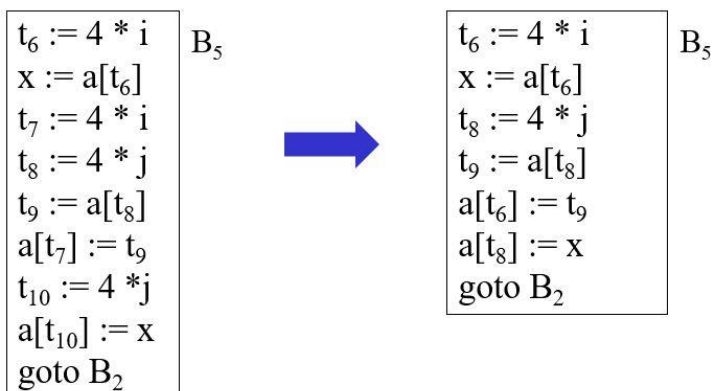 t₆ := 4 * i
x := a[t₆]
t₇ := 4 * i
t₈ := 4 * j
t₉ := a[t₈]
a[t₇] := t₉
t₁₀ := 4 *j
a[t₁₀] := x
goto B₂
B₅
t₆ := 4 * i
x := a[t₆]
t₈ := 4 * j
t₉ := a[t₈]
a[t₆] := t₉
a[t₈] := x
goto B₂
B₅